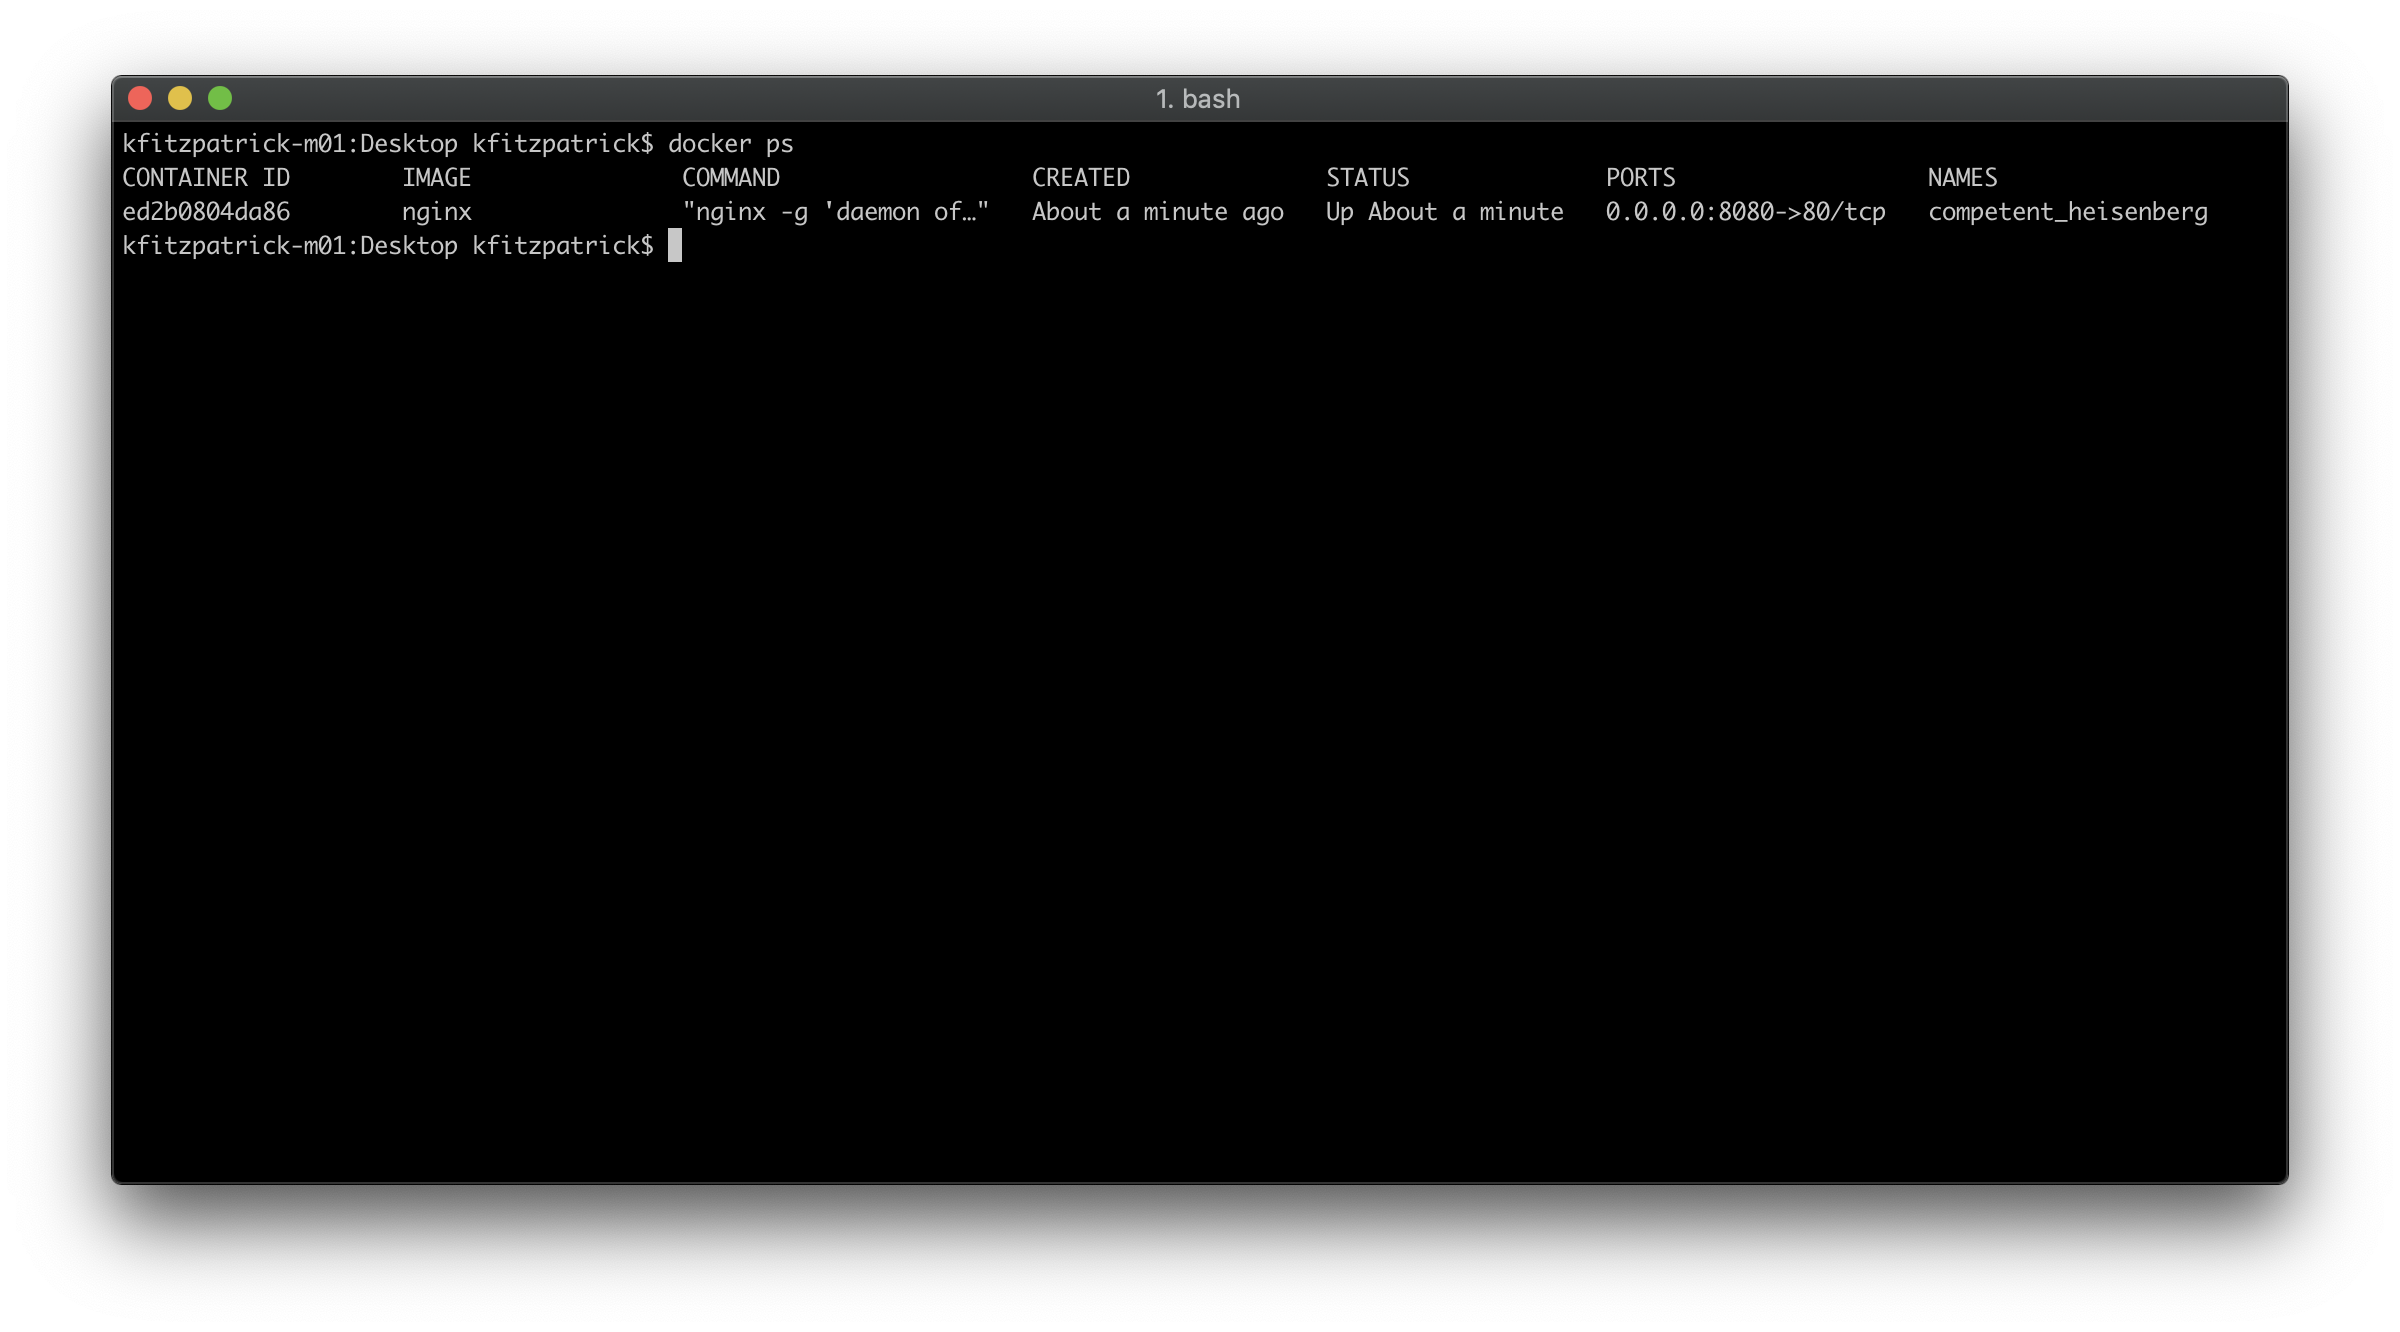 1. bash
kfitzpatrick-m01:Desktop kfitzpatrick$ docker ps
CONTAINER ID        IMAGE               COMMAND                  CREATED              STATUS              PORTS                  NAMES
ed2b0804da86        nginx               "nginx -g 'daemon of…"   About a minute ago   Up About a minute   0.0.0.0:8080->80/tcp   competent_heisenberg
kfitzpatrick-m01:Desktop kfitzpatrick$